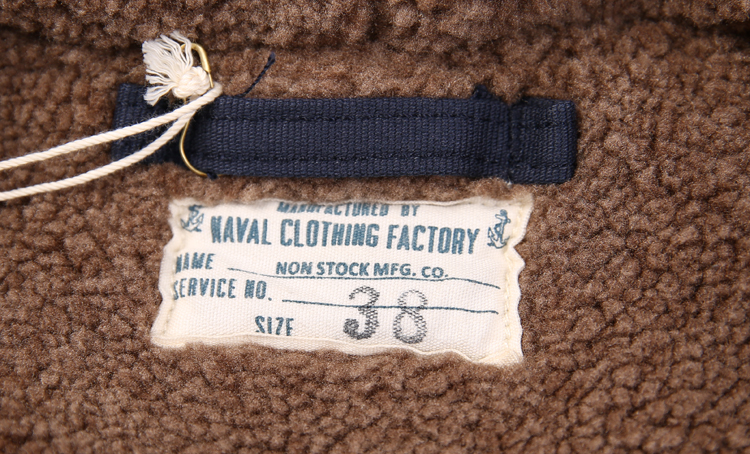 MANUFACTURED BY
NAVAL CLOTHING FACTORY
NAME NON STOCK MFG. CO.
SERVICE NO.
SIZE 38